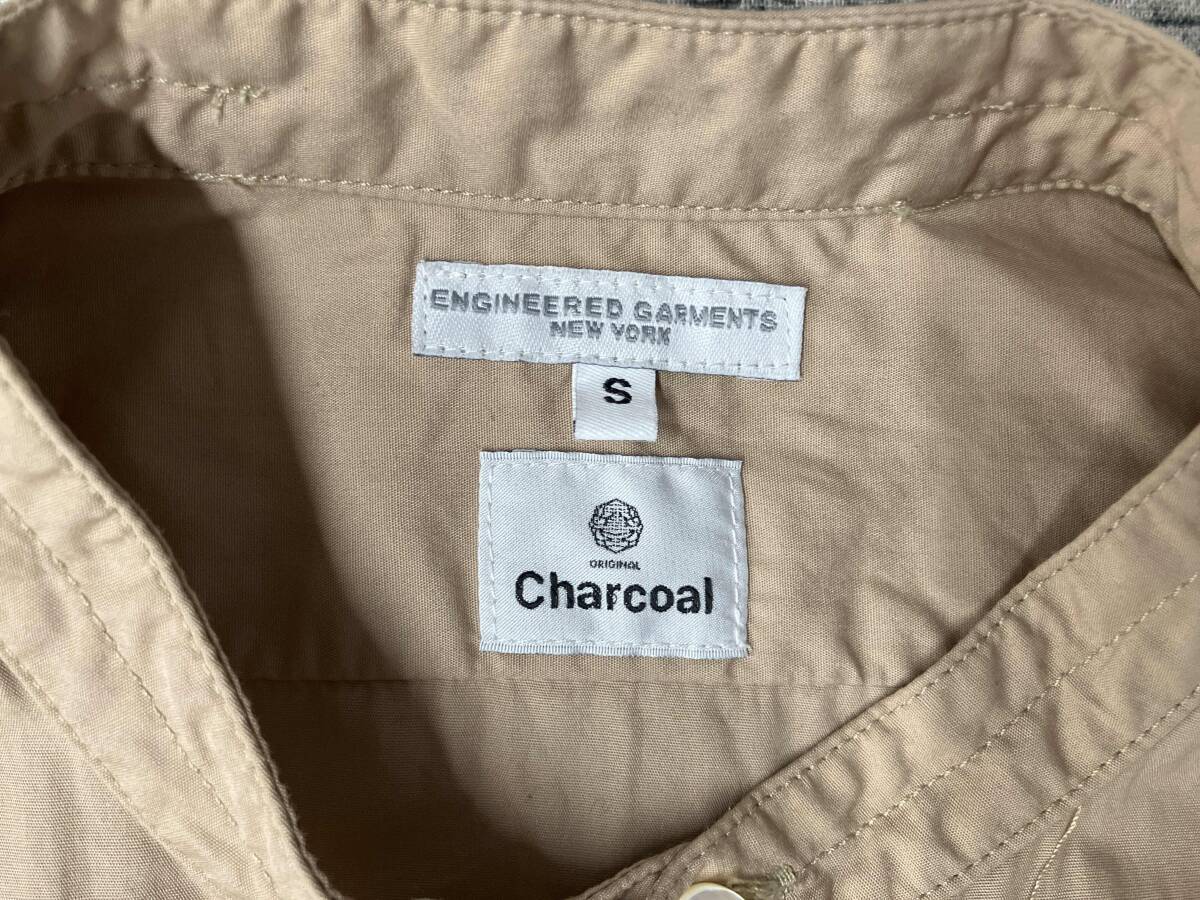 ENGINEERED GARMENTS
NEW YORK
S
ORIGINAL
Charcoal